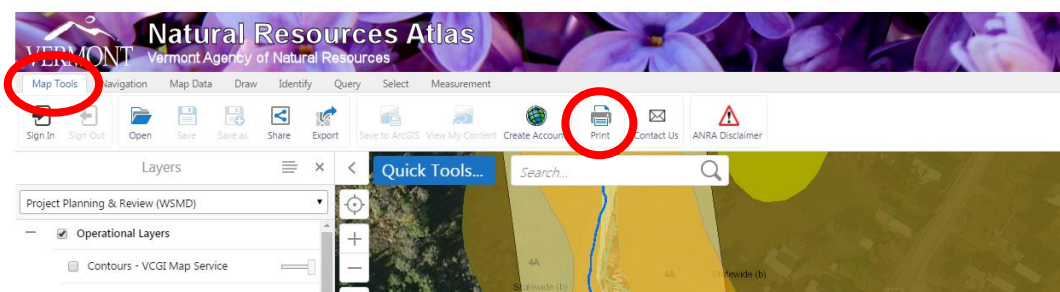 VERMONT
Natural Resources Atlas
Vermont Agency of Natural Resources
Map Tools Navigation Map Data Draw Identify Query Select Measurement
Sign In Sign Out Open Save Save as Share Export Save to ArcGIS View My Content Create Account Print Contact Us ANRA Disclaimer
Layers
Quick Tools... Search...
Project Planning & Review (WSMD)
Operational Layers
Contours - VCGI Map Service
4A
4A Statewide (b)
Statewide (b)